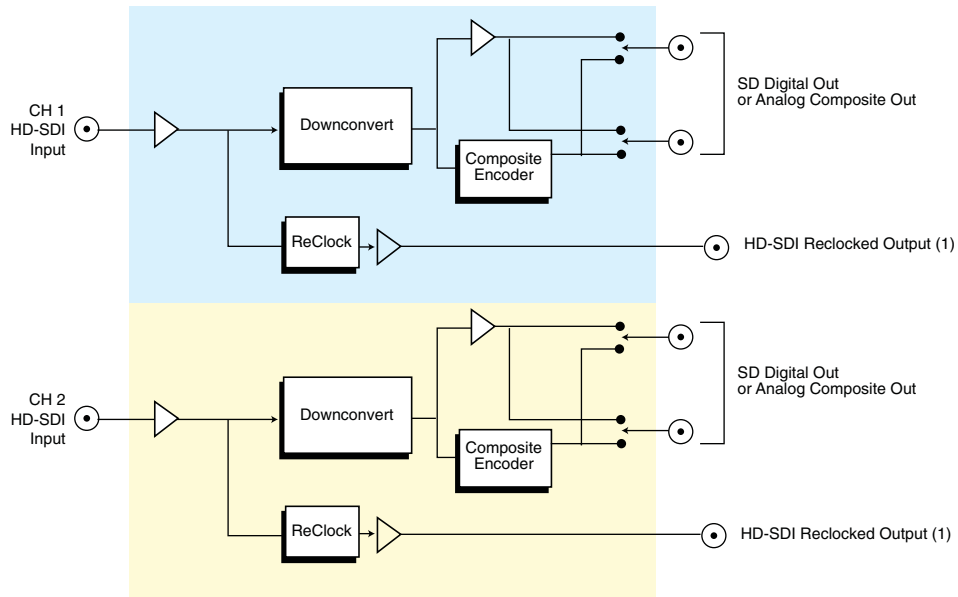 CH 1
HD-SDI
Input
Downconvert
Composite
Encoder
SD Digital Out
or Analog Composite Out
ReClock
HD-SDI Reclocked Output (1)
CH 2
HD-SDI
Input
Downconvert
Composite
Encoder
SD Digital Out
or Analog Composite Out
ReClock
HD-SDI Reclocked Output (1)